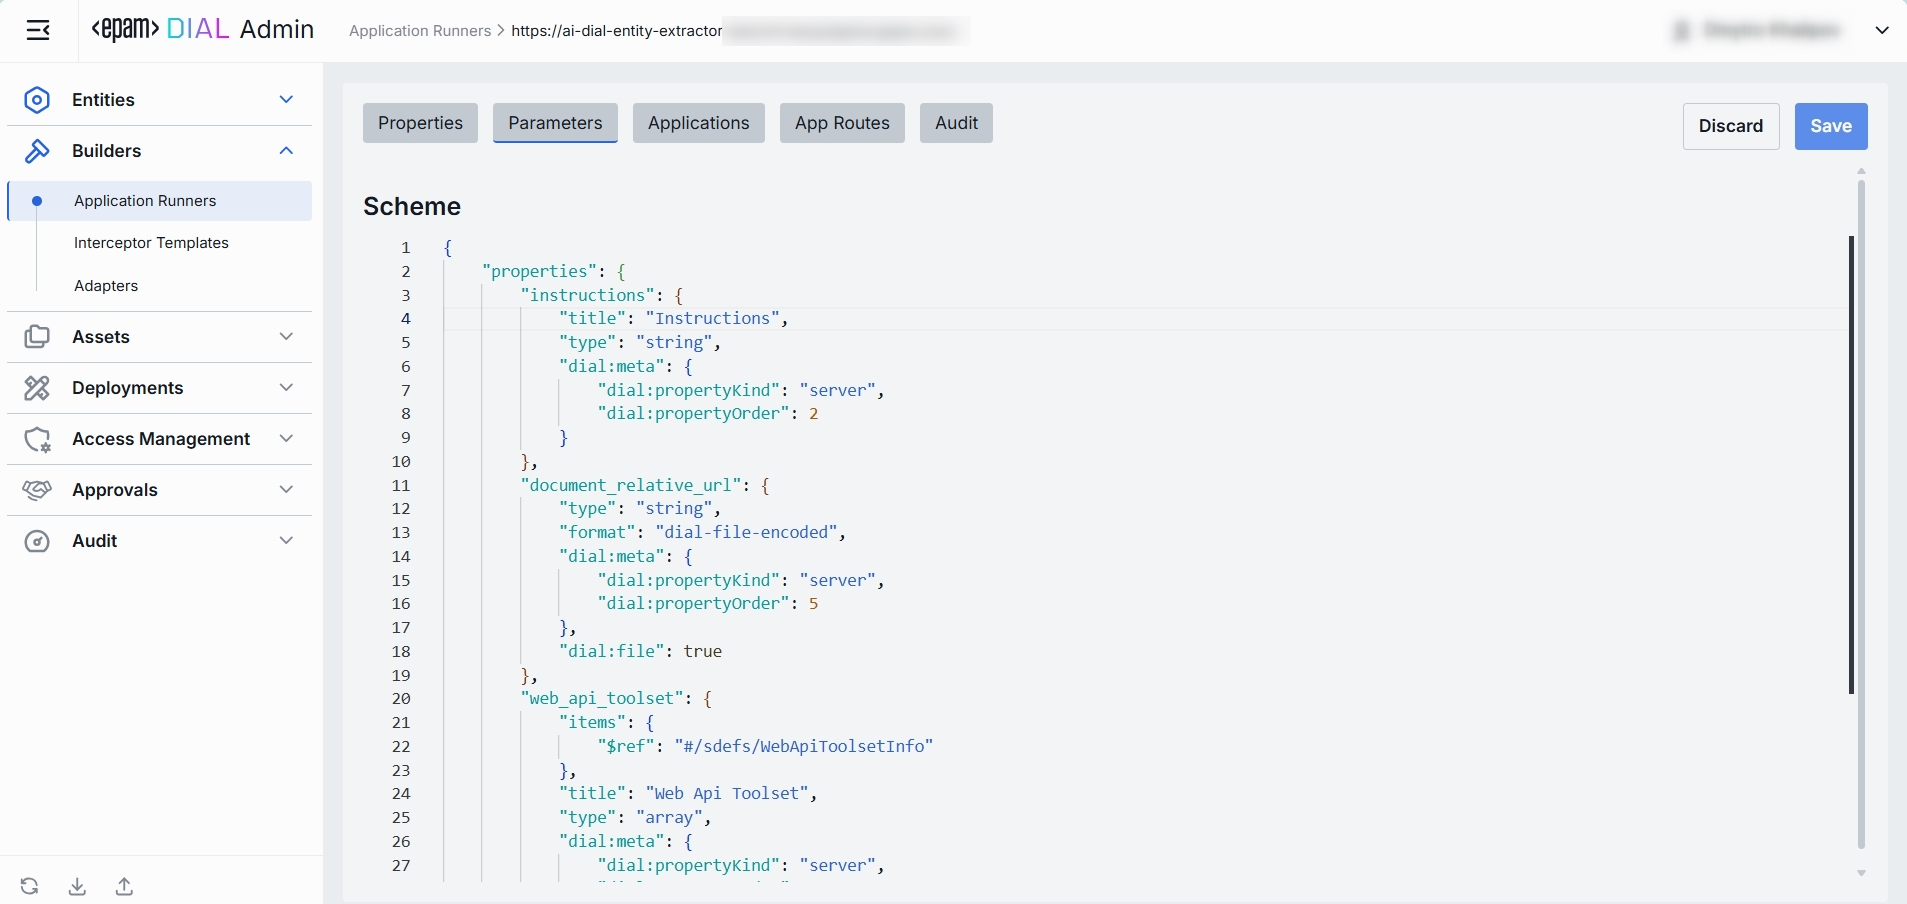 <epam> DIAL Admin
Application Runners > https://ai-dial-entity-extractor
Entities
Builders
Application Runners
Interceptor Templates
Adapters
Assets
Deployments
Access Management
Approvals
Audit
Properties Parameters Applications App Routes Audit
Discard Save
Scheme
1 {
2 "properties": {
3 "instructions": {
4 "title": "Instructions",
5 "type": "string",
6 "dial:meta": {
7 "dial:propertyKind": "server",
8 "dial:propertyOrder": 2
9 }
10 },
11 "document_relative_url": {
12 "type": "string",
13 "format": "dial-file-encoded",
14 "dial:meta": {
15 "dial:propertyKind": "server",
16 "dial:propertyOrder": 5
17 },
18 "dial:file": true
19 },
20 "web_api_toolset": {
21 "items": {
22 "$ref": "#/sdefs/WebApiToolsetInfo"
23 },
24 "title": "Web Api Toolset",
25 "type": "array",
26 "dial:meta": {
27 "dial:propertyKind": "server",